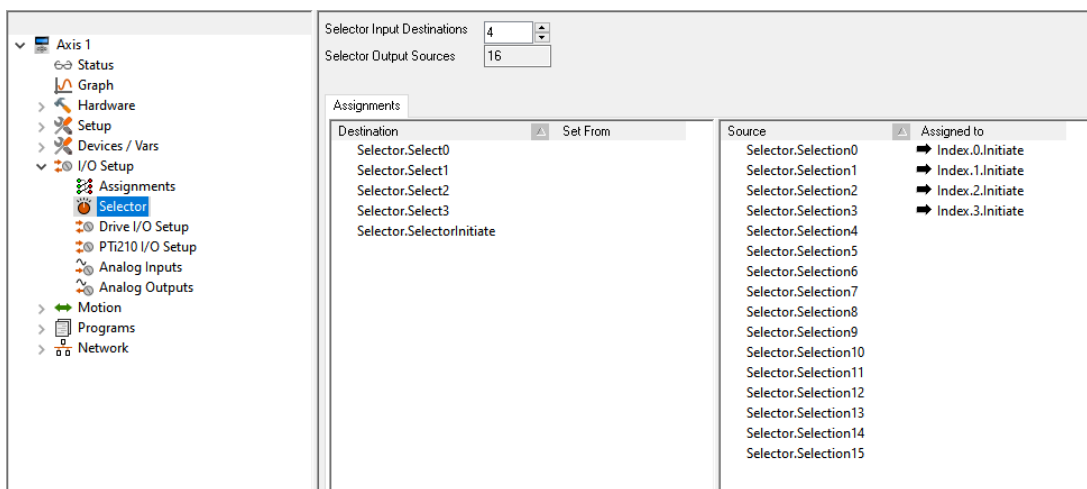 Axis 1
Status
Graph
Hardware
Setup
Devices / Vars
I/O Setup
Assignments
Selector
Drive I/O Setup
PTi210 I/O Setup
Analog Inputs
Analog Outputs
Motion
Programs
Network
Selector Input Destinations 4
Selector Output Sources 16
Assignments
Destination Set From
Selector.Select0
Selector.Select1
Selector.Select2
Selector.Select3
Selector.SelectorInitiate
Source Assigned to
Selector.Selection0 Index.0.Initiate
Selector.Selection1 Index.1.Initiate
Selector.Selection2 Index.2.Initiate
Selector.Selection3 Index.3.Initiate
Selector.Selection4
Selector.Selection5
Selector.Selection6
Selector.Selection7
Selector.Selection8
Selector.Selection9
Selector.Selection10
Selector.Selection11
Selector.Selection12
Selector.Selection13
Selector.Selection14
Selector.Selection15